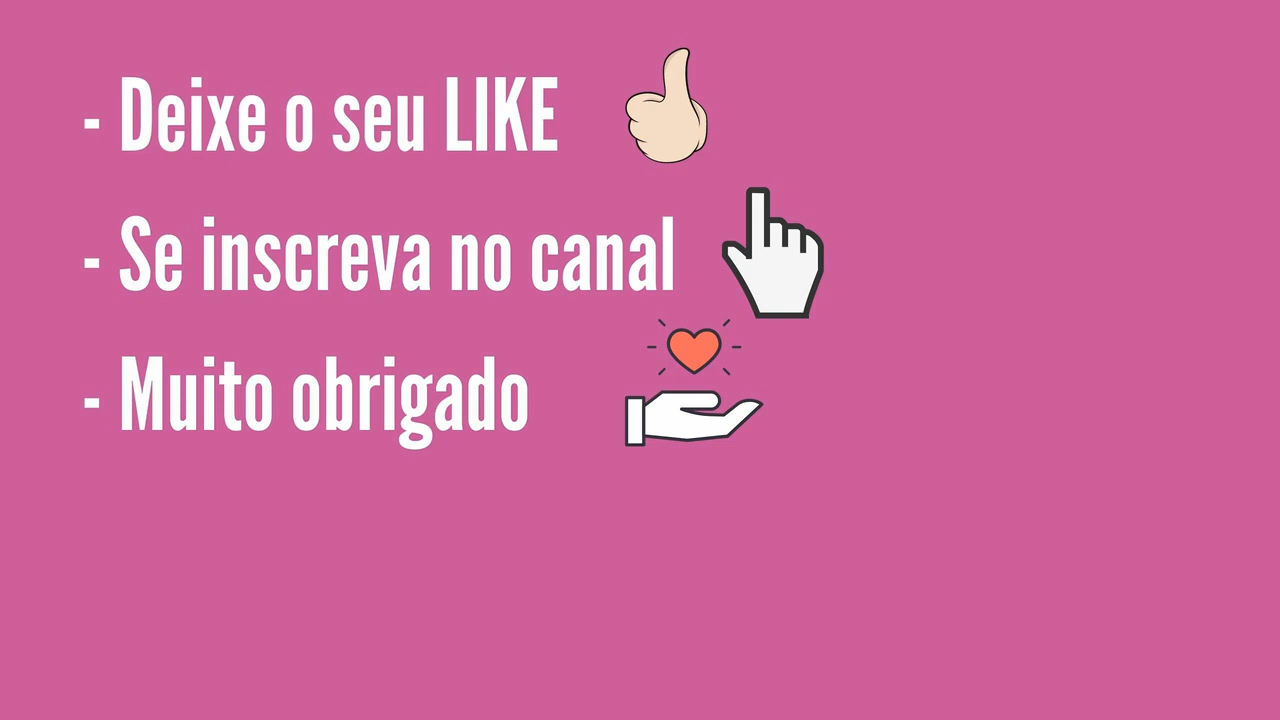 - Deixe o seu LIKE
- Se inscreva no canal
- Muito obrigado